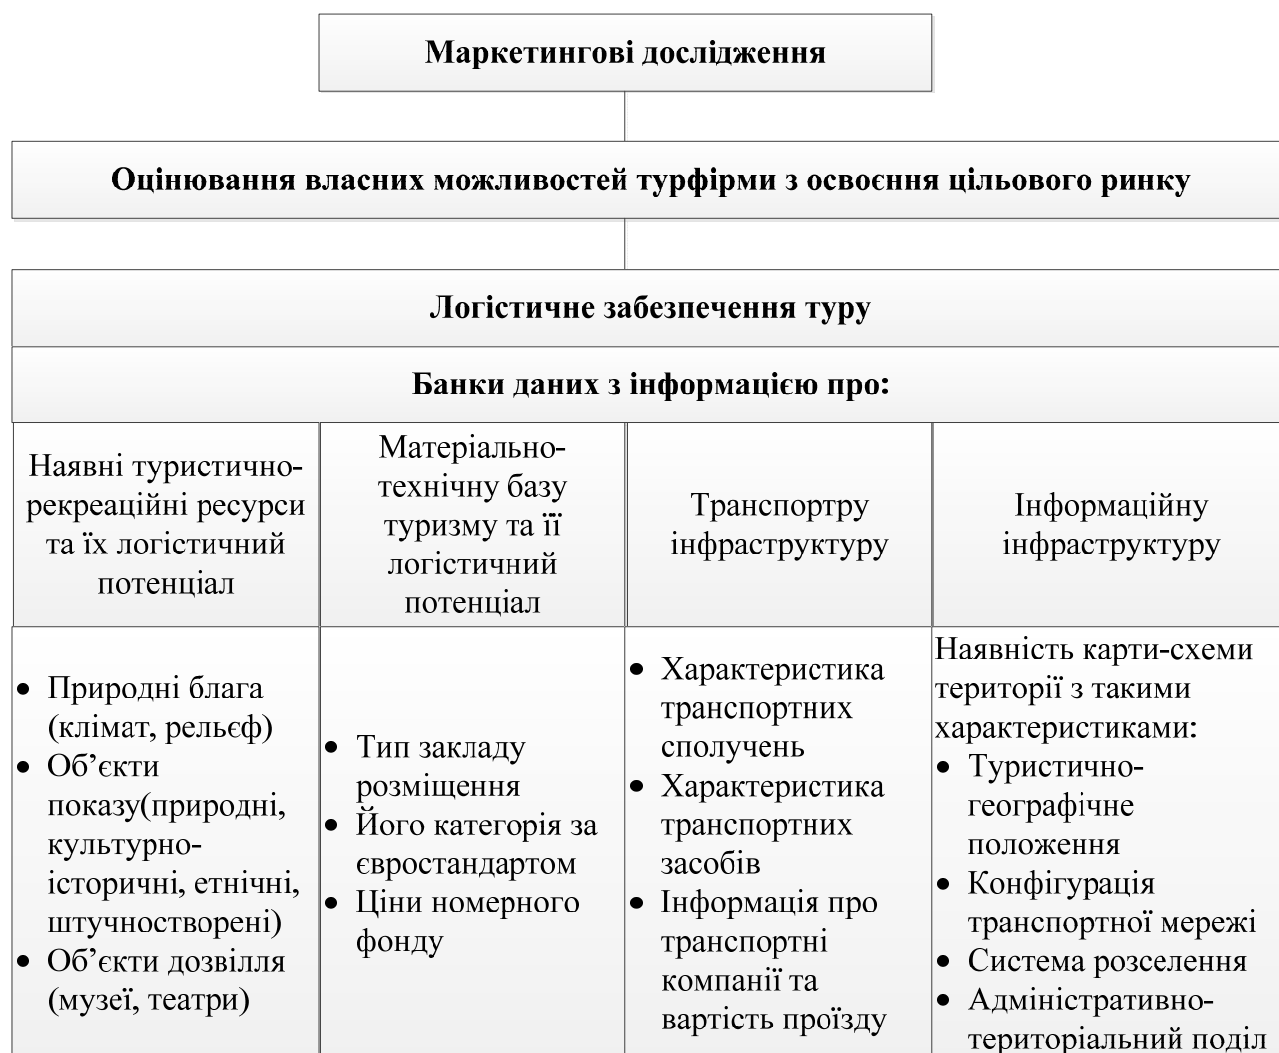 Маркетингові дослідження
Оцінювання власних можливостей турфірми з освоєння цільового ринку
Логістичне забезпечення туру
Банки даних з інформацією про:
Наявні туристично-
рекреаційні ресурси
та їх логістичний
потенціал
Матеріально-
технічну базу
туризму та її
логістичний
потенціал
Транспортру
інфраструктуру
Інформаційну
інфраструктуру
• Природні блага
(клімат, рельєф)
• Об’єкти
показу(природні,
культурно-
історичні, етнічні,
штучностворені)
• Об’єкти дозвілля
(музеї, театри)
• Тип закладу
розміщення
• Його категорія за
євростандартом
• Ціни номерного
фонду
• Характеристика
транспортних
сполучень
• Характеристика
транспортних
засобів
• Інформація про
транспортні
компанії та
вартість проїзду
Наявність карти-схеми
території з такими
характеристиками:
• Туристично-
географічне
положення
• Конфігурація
транспортної мережі
• Система розселення
• Адміністративно-
територіальний поділ